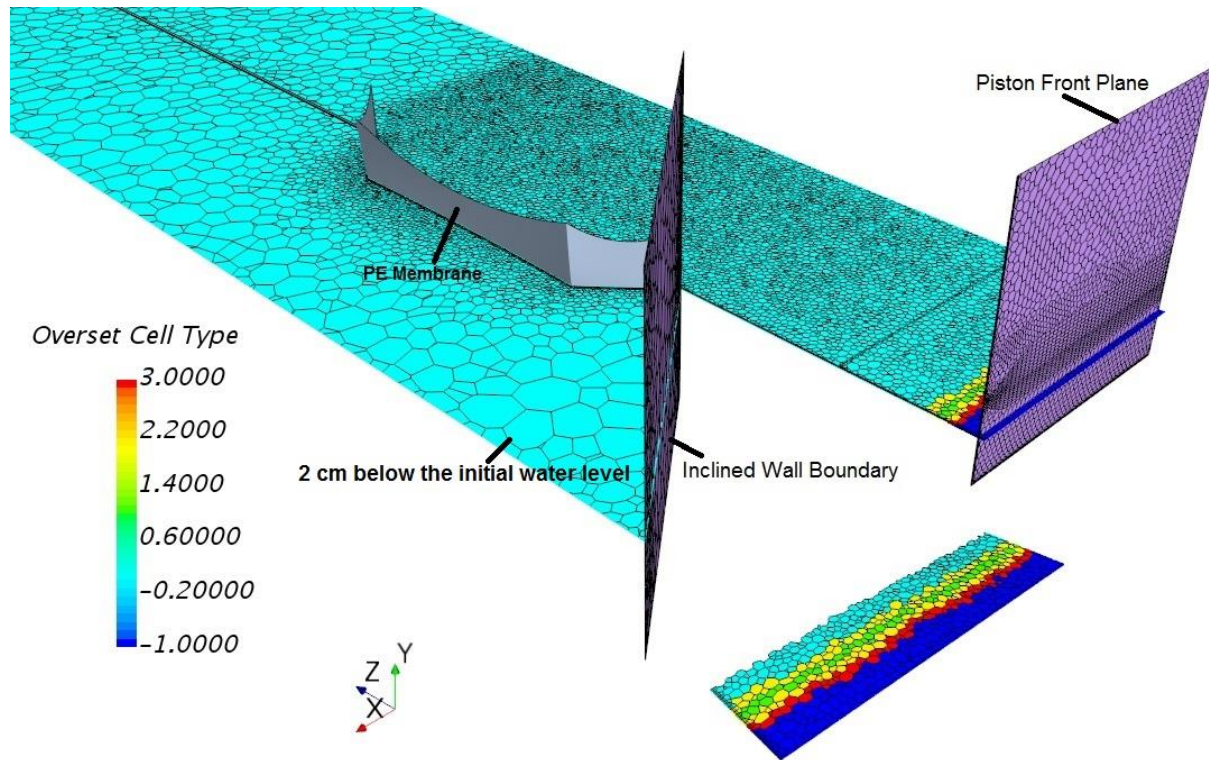 Piston Front Plane
PE Membrane
Overset Cell Type
3.0000
2.2000
1.4000
0.60000
-0.20000
-1.0000
2 cm below the initial water level
Inclined Wall Boundary
Y
Z
X